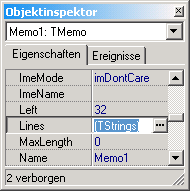 Objektinspektor
Memo1: TMemo
Eigenschaften Ereignisse
ImeMode imDontCare
ImeName
Left 32
Lines (TStrings
MaxLength 0
Name Memo1
2 verborgen